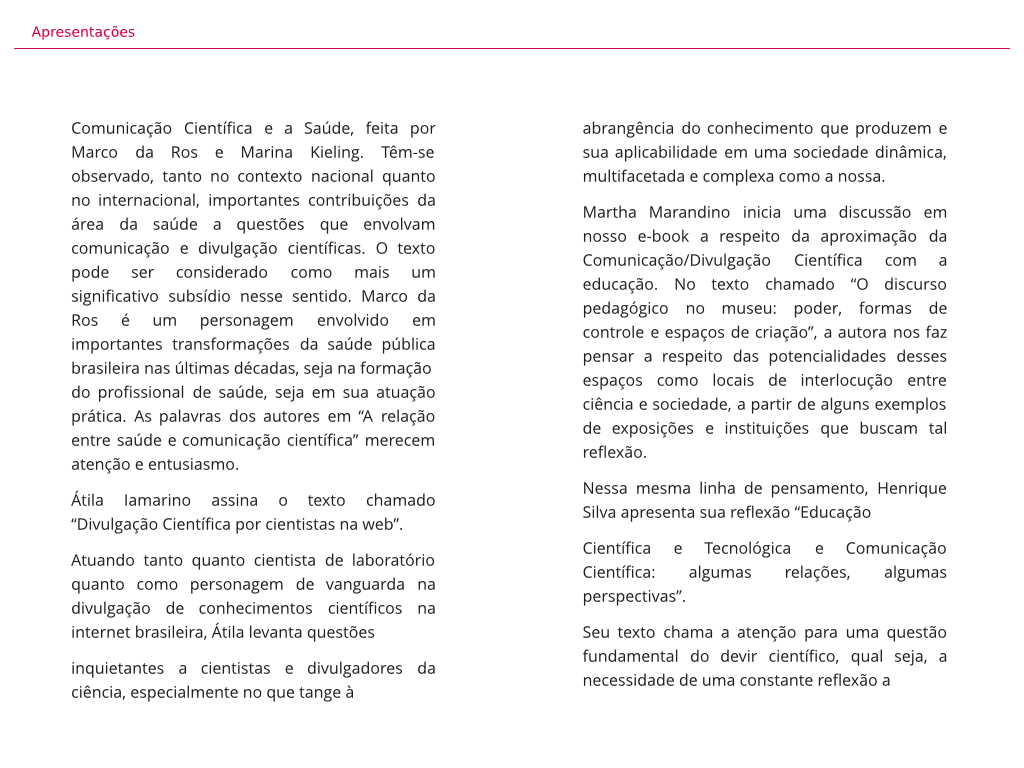 Apresentações
Comunicação Científica e a Saúde, feita por
Marco da Ros e Marina Kieling. Têm-se
observado, tanto no contexto nacional quanto
no internacional, importantes contribuições da
área da saúde a questões que envolvam
comunicação e divulgação científicas. O texto
pode ser considerado como mais um
significativo subsídio nesse sentido. Marco da
Ros é um personagem envolvido em
importantes transformações da saúde pública
brasileira nas últimas décadas, seja na formação
do profissional de saúde, seja em sua atuação
prática. As palavras dos autores em “A relação
entre saúde e comunicação científica” merecem
atenção e entusiasmo.
Átila Iamarino assina o texto chamado
“Divulgação Científica por cientistas na web”.
Atuando tanto quanto cientista de laboratório
quanto como personagem de vanguarda na
divulgação de conhecimentos científicos na
internet brasileira, Átila levanta questões
inquietantes a cientistas e divulgadores da
ciência, especialmente no que tange à
abrangência do conhecimento que produzem e
sua aplicabilidade em uma sociedade dinâmica,
multifacetada e complexa como a nossa.
Martha Marandino inicia uma discussão em
nosso e-book a respeito da aproximação da
Comunicação/Divulgação Científica com a
educação. No texto chamado “O discurso
pedagógico no museu: poder, formas de
controle e espaços de criação”, a autora nos faz
pensar a respeito das potencialidades desses
espaços como locais de interlocução entre
ciência e sociedade, a partir de alguns exemplos
de exposições e instituições que buscam tal
reflexão.
Nessa mesma linha de pensamento, Henrique
Silva apresenta sua reflexão “Educação
Científica e Tecnológica e Comunicação
Científica: algumas relações, algumas
perspectivas”.
Seu texto chama a atenção para uma questão
fundamental do devir científico, qual seja, a
necessidade de uma constante reflexão a